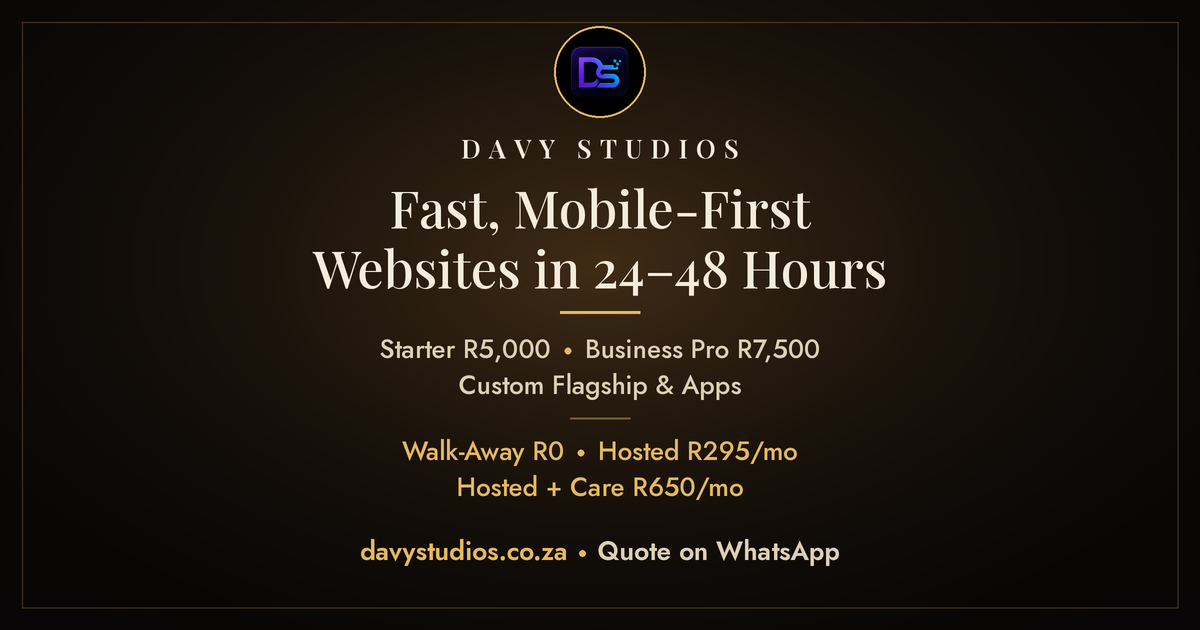 DS
DAVY STUDIOS
Fast, Mobile-First
Websites in 24–48 Hours
Starter R5,000 • Business Pro R7,500
Custom Flagship & Apps
Walk-Away R0 • Hosted R295/mo
Hosted + Care R650/mo
davystudios.co.za • Quote on WhatsApp